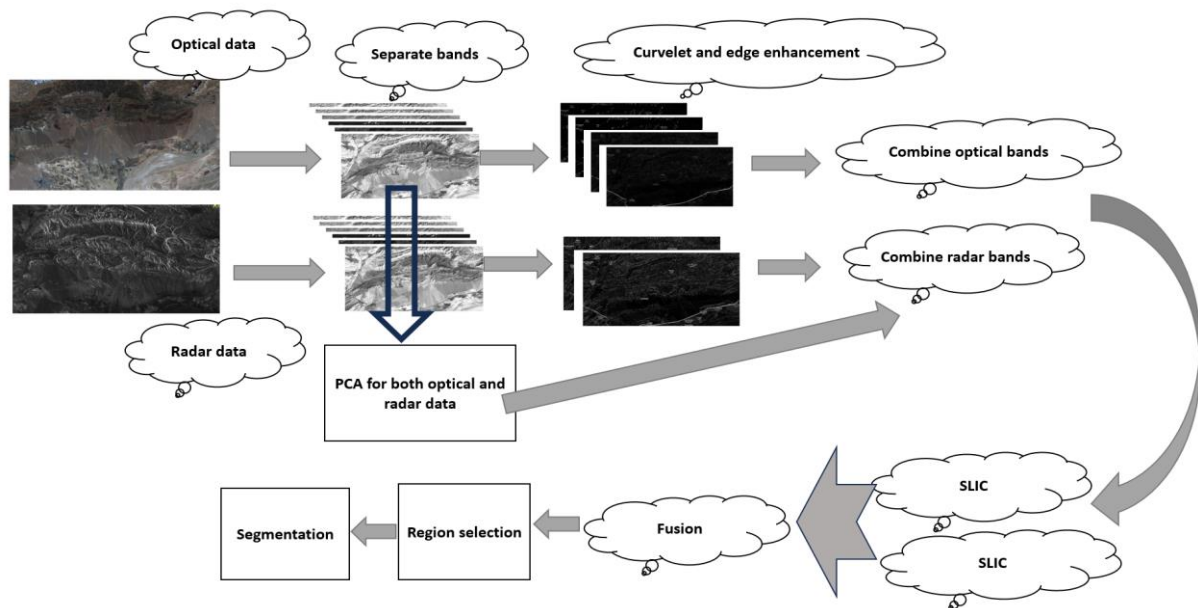 Optical data
Separate bands
Curvelet and edge enhancement
Combine optical bands
Combine radar bands
Radar data
PCA for both optical and
radar data
SLIC
Segmentation
Region selection
Fusion
SLIC